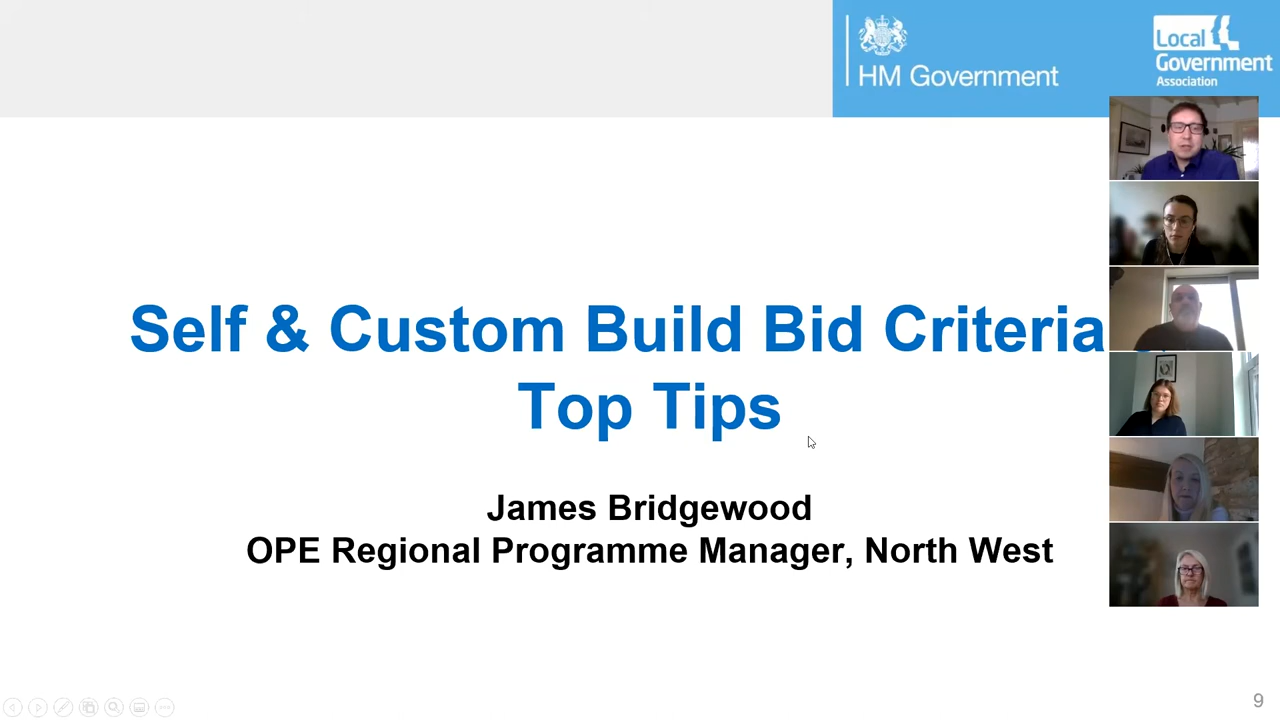 HM Government
Local
Government
Association
Self & Custom Build Bid Criteria
Top Tips
James Bridgewood
OPE Regional Programme Manager, North West
9